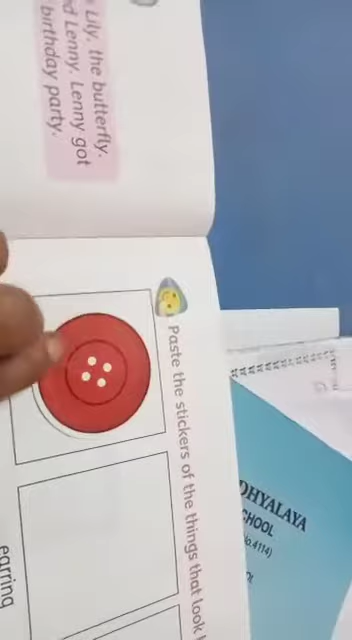 Lily, the butterfly.
Lenny. Lenny got
birthday party.
Paste the stickers of the things that look
earring
DHYALAYA
CHOOL
4114)